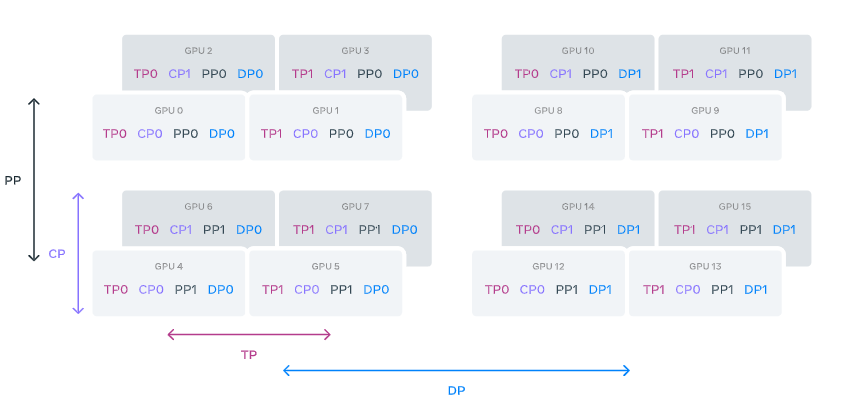 GPU 2 GPU 3 GPU 10 GPU 11
TP0 CP1 PP0 DP0 TP1 CP1 PP0 DP0 TP0 CP1 PP0 DP1 TP1 CP1 PP0 DP1
GPU 0 GPU 1 GPU 8 GPU 9
TP0 CP0 PP0 DP0 TP1 CP0 PP0 DP0 TP0 CP0 PP0 DP1 TP1 CP0 PP0 DP1
PP
GPU 6 GPU 7 GPU 14 GPU 15
TP0 CP1 PP1 DP0 TP1 CP1 PP1 DP0 TP0 CP1 PP1 DP1 TP1 CP1 PP1 DP1
CP
GPU 4 GPU 5 GPU 12 GPU 13
TP0 CP0 PP1 DP0 TP1 CP0 PP1 DP0 TP0 CP0 PP1 DP1 TP1 CP0 PP1 DP1
TP
DP